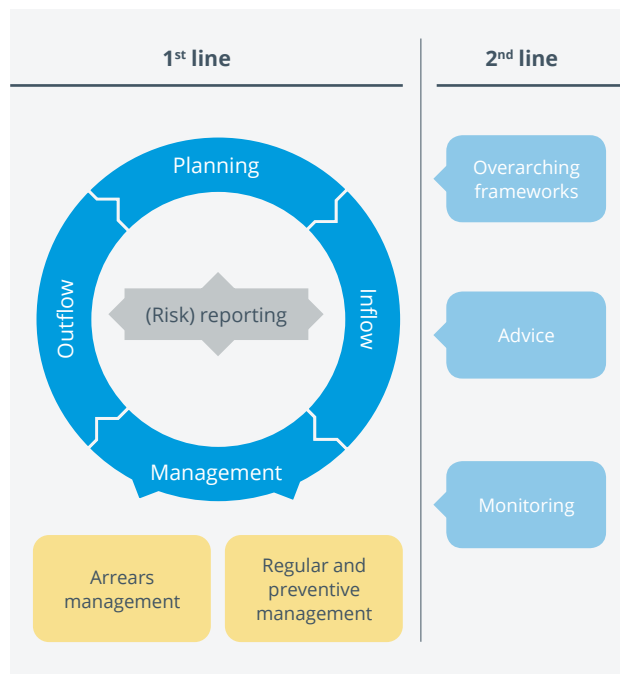 1st line
2nd line
Planning
Outflow
(Risk) reporting
Inflow
Management
Arrears
management
Regular and
preventive
management
Overarching
frameworks
Advice
Monitoring